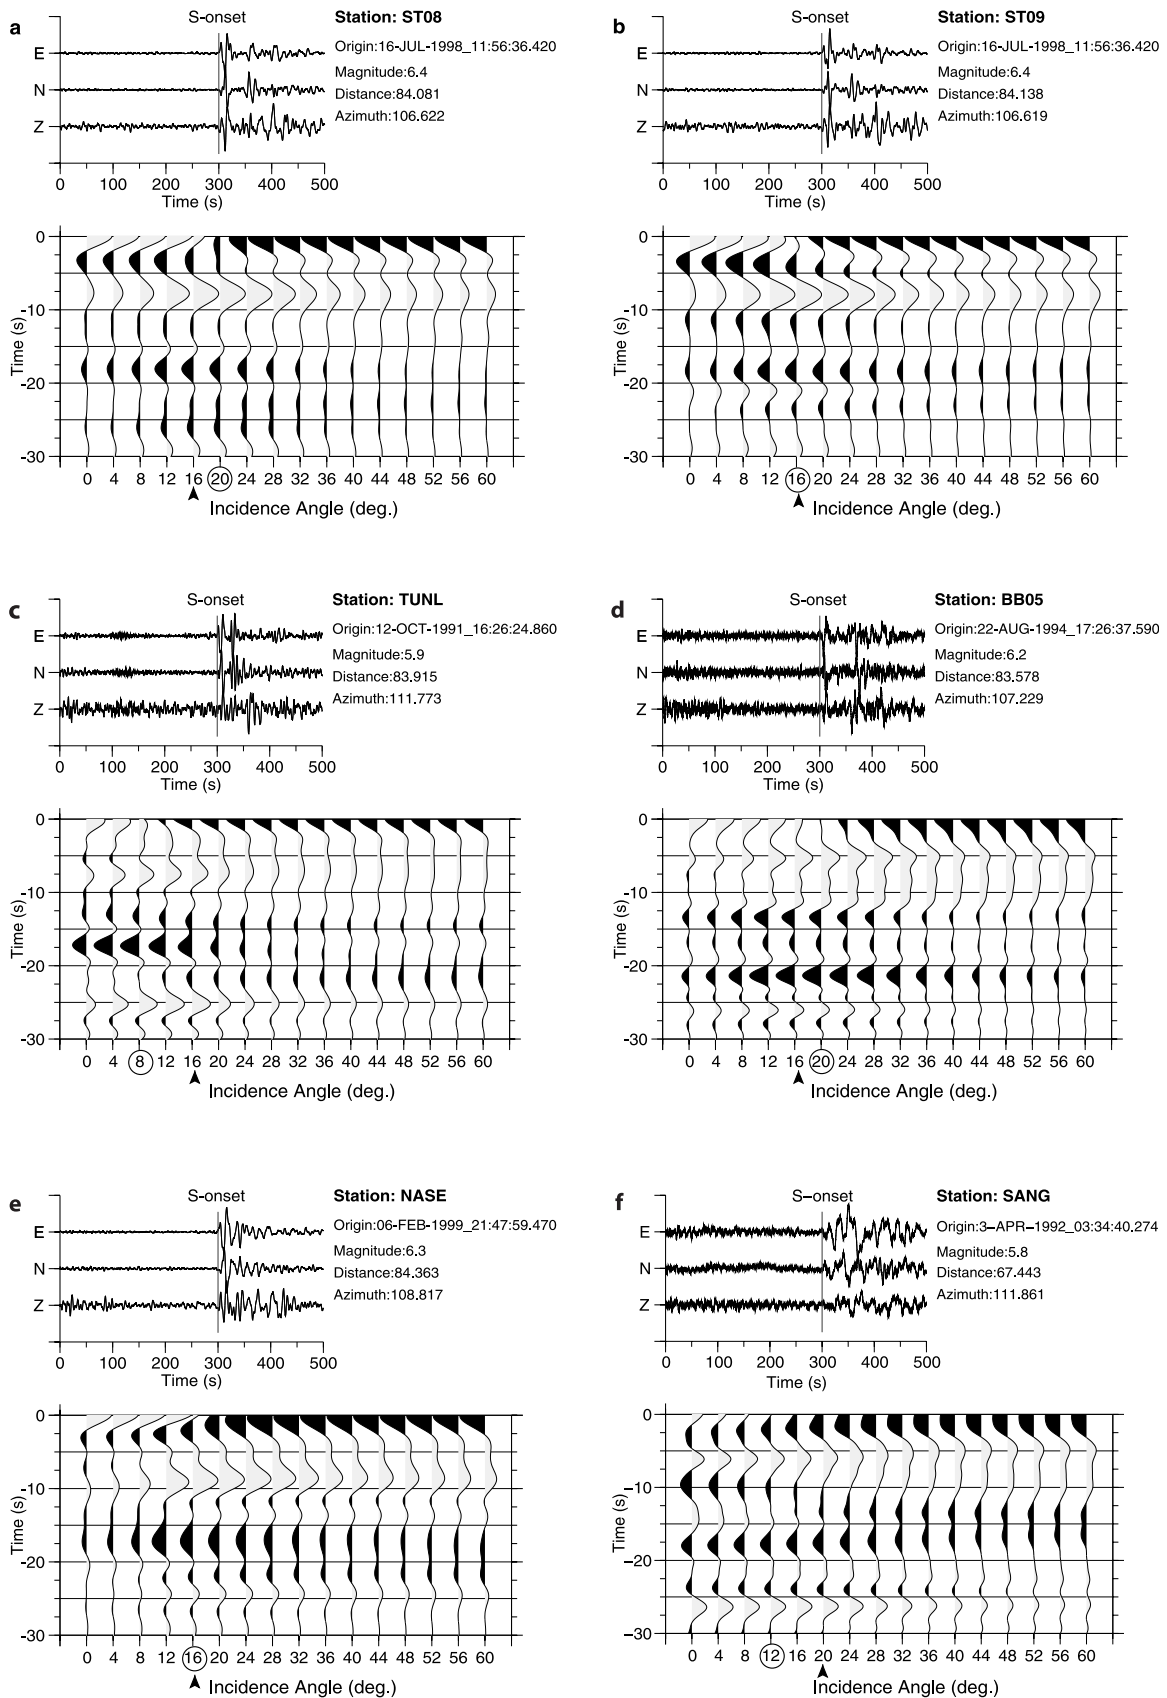 a
S-onset
Station: ST08
E
N
Z
Origin:16-JUL-1998_11:56:36.420
Magnitude:6.4
Distance:84.081
Azimuth:106.622
0 100 200 300 400 500
Time (s)
0
-10
-20
-30
Time (s)
0 4 8 12 16 20 24 28 32 36 40 44 48 52 56 60
Incidence Angle (deg.)
b
S-onset
Station: ST09
E
N
Z
Origin:16-JUL-1998_11:56:36.420
Magnitude:6.4
Distance:84.138
Azimuth:106.619
0 100 200 300 400 500
Time (s)
0
-10
-20
-30
Time (s)
0 4 8 12 16 20 24 28 32 36 40 44 48 52 56 60
Incidence Angle (deg.)
c
S-onset
Station: TUNL
E
N
Z
Origin:12-OCT-1991_16:26:24.860
Magnitude:5.9
Distance:83.915
Azimuth:111.773
0 100 200 300 400 500
Time (s)
0
-10
-20
-30
Time (s)
0 4 8 12 16 20 24 28 32 36 40 44 48 52 56 60
Incidence Angle (deg.)
d
S-onset
Station: BB05
E
N
Z
Origin:22-AUG-1994_17:26:37.590
Magnitude:6.2
Distance:83.578
Azimuth:107.229
0 100 200 300 400 500
Time (s)
0
-10
-20
-30
Time (s)
0 4 8 12 16 20 24 28 32 36 40 44 48 52 56 60
Incidence Angle (deg.)
e
S-onset
Station: NASE
E
N
Z
Origin:06-FEB-1999_21:47:59.470
Magnitude:6.3
Distance:84.363
Azimuth:108.817
0 100 200 300 400 500
Time (s)
0
-10
-20
-30
Time (s)
0 4 8 12 16 20 24 28 32 36 40 44 48 52 56 60
Incidence Angle (deg.)
f
S–onset
Station: SANG
E
N
Z
Origin:3–APR–1992_03:34:40.274
Magnitude:5.8
Distance:67.443
Azimuth:111.861
0 100 200 300 400 500
Time (s)
0
–10
–20
–30
Time (s)
0 4 8 12 16 20 24 28 32 36 40 44 48 52 56 60
Incidence Angle (deg.)